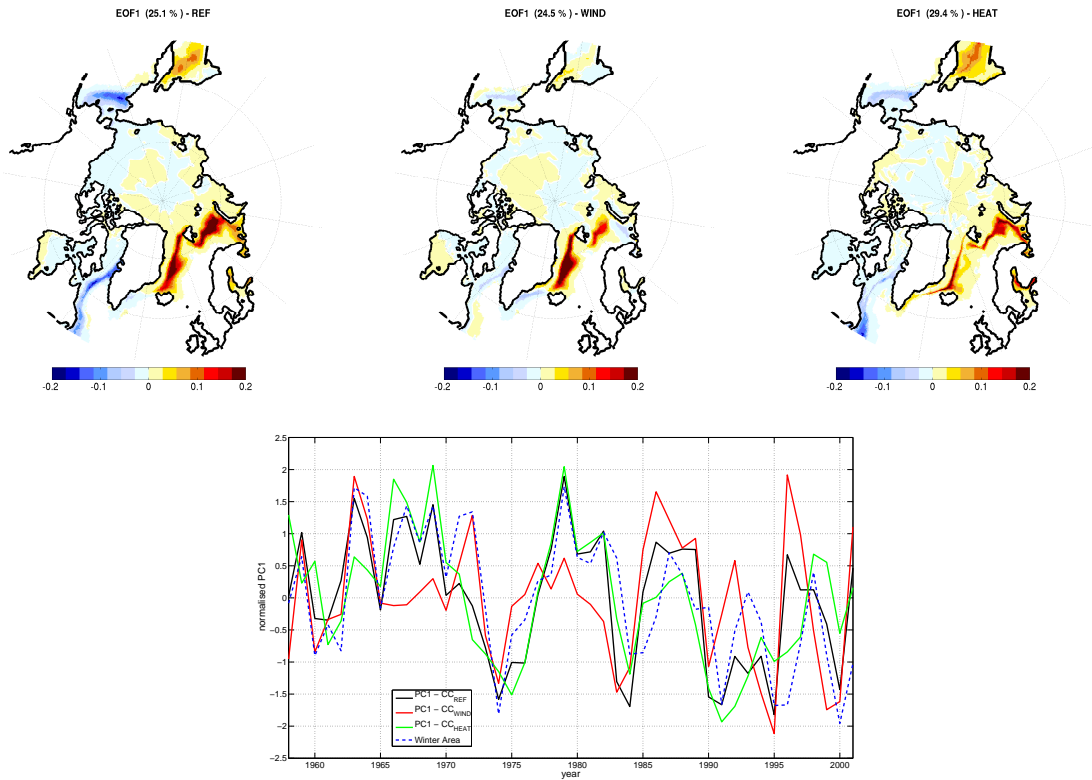 EOF1 (25.1 %) - REF
EOF1 (24.5 %) - WIND
EOF1 (29.4 %) - HEAT
-0.2 -0.1 0 0.1 0.2
-0.2 -0.1 0 0.1 0.2
-0.2 -0.1 0 0.1 0.2
2.5
2
1.5
1
0.5
0
−0.5
−1
−1.5
−2
−2.5
normalised PC1
PC1 − CC_REF
PC1 − CC_WIND
PC1 − CC_HEAT
Winter Area
1960 1965 1970 1975 1980 1985 1990 1995 2000
year